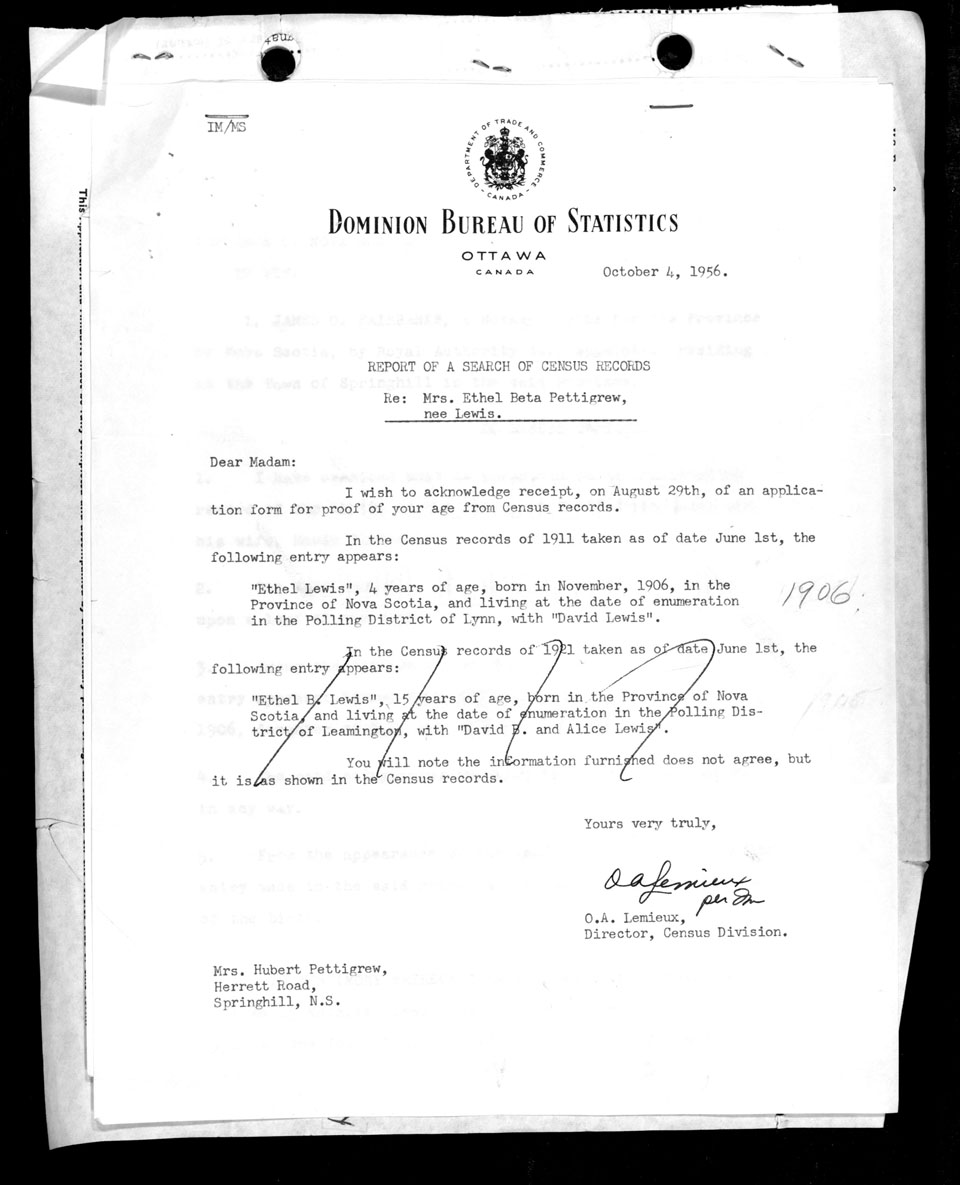 IM/MS
DEPARTMENT OF TRADE AND COMMERCE
CANADA
DOMINION BUREAU OF STATISTICS
OTTAWA
CANADA
October 4, 1956.
REPORT OF A SEARCH OF CENSUS RECORDS
Re: Mrs. Ethel Beta Pettigrew,
nee Lewis.
Dear Madam:
I wish to acknowledge receipt, on August 29th, of an applica-
tion form for proof of your age from Census records.
In the Census records of 1911 taken as of date June 1st, the
following entry appears:
"Ethel Lewis", 4 years of age, born in November, 1906, in the
Province of Nova Scotia, and living at the date of enumeration
in the Polling District of Lynn, with "David Lewis".
1906.
In the Census records of 1921 taken as of date June 1st, the
following entry appears:
"Ethel B. Lewis", 15 years of age, born in the Province of Nova
Scotia, and living at the date of enumeration in the Polling Dis-
trict of Leamington, with "David B. and Alice Lewis".
You will note the information furnished does not agree, but
it is as shown in the Census records.
Yours very truly,
O A Lemieux
per
O.A. Lemieux,
Director, Census Division.
Mrs. Hubert Pettigrew,
Herrett Road,
Springhill, N.S.